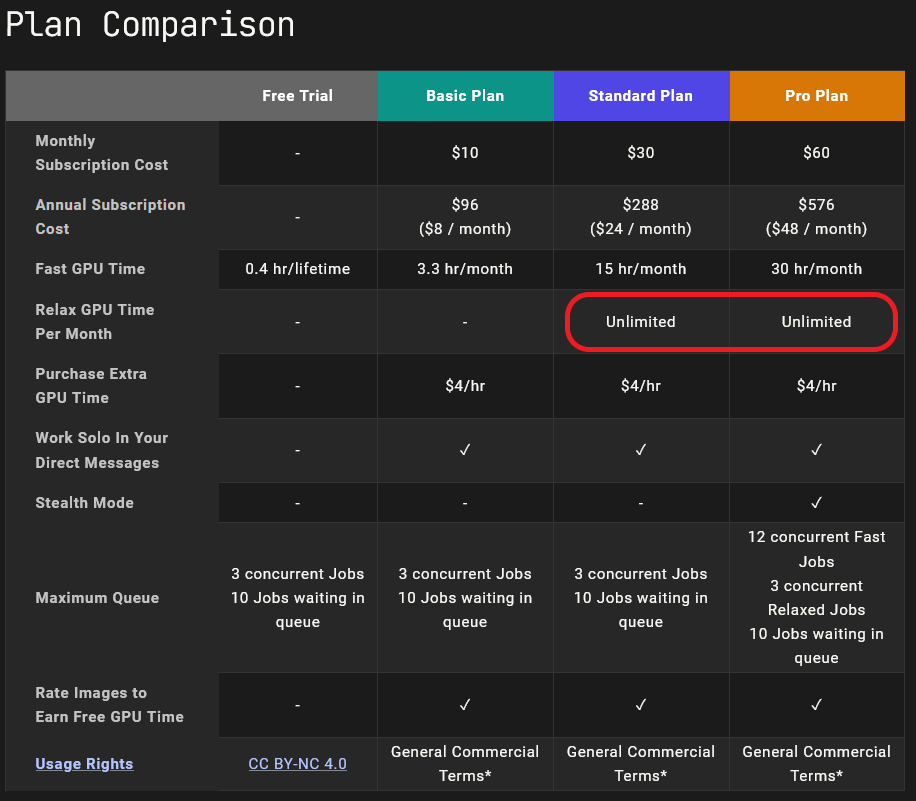 Plan Comparison
Free Trial Basic Plan Standard Plan Pro Plan
Monthly
Subscription Cost
- $10 $30 $60
Annual Subscription
Cost
- $96
($8 / month)
$288
($24 / month)
$576
($48 / month)
Fast GPU Time 0.4 hr/lifetime 3.3 hr/month 15 hr/month 30 hr/month
Relax GPU Time
Per Month
- - Unlimited Unlimited
Purchase Extra
GPU Time
- $4/hr $4/hr $4/hr
Work Solo In Your
Direct Messages
- ✓ ✓ ✓
Stealth Mode - - - ✓
Maximum Queue
3 concurrent Jobs
10 Jobs waiting in
queue
3 concurrent Jobs
10 Jobs waiting in
queue
3 concurrent Jobs
10 Jobs waiting in
queue
12 concurrent Fast
Jobs
3 concurrent
Relaxed Jobs
10 Jobs waiting in
queue
Rate Images to
Earn Free GPU Time
- ✓ ✓ ✓
Usage Rights CC BY-NC 4.0
General Commercial
Terms*
General Commercial
Terms*
General Commercial
Terms*